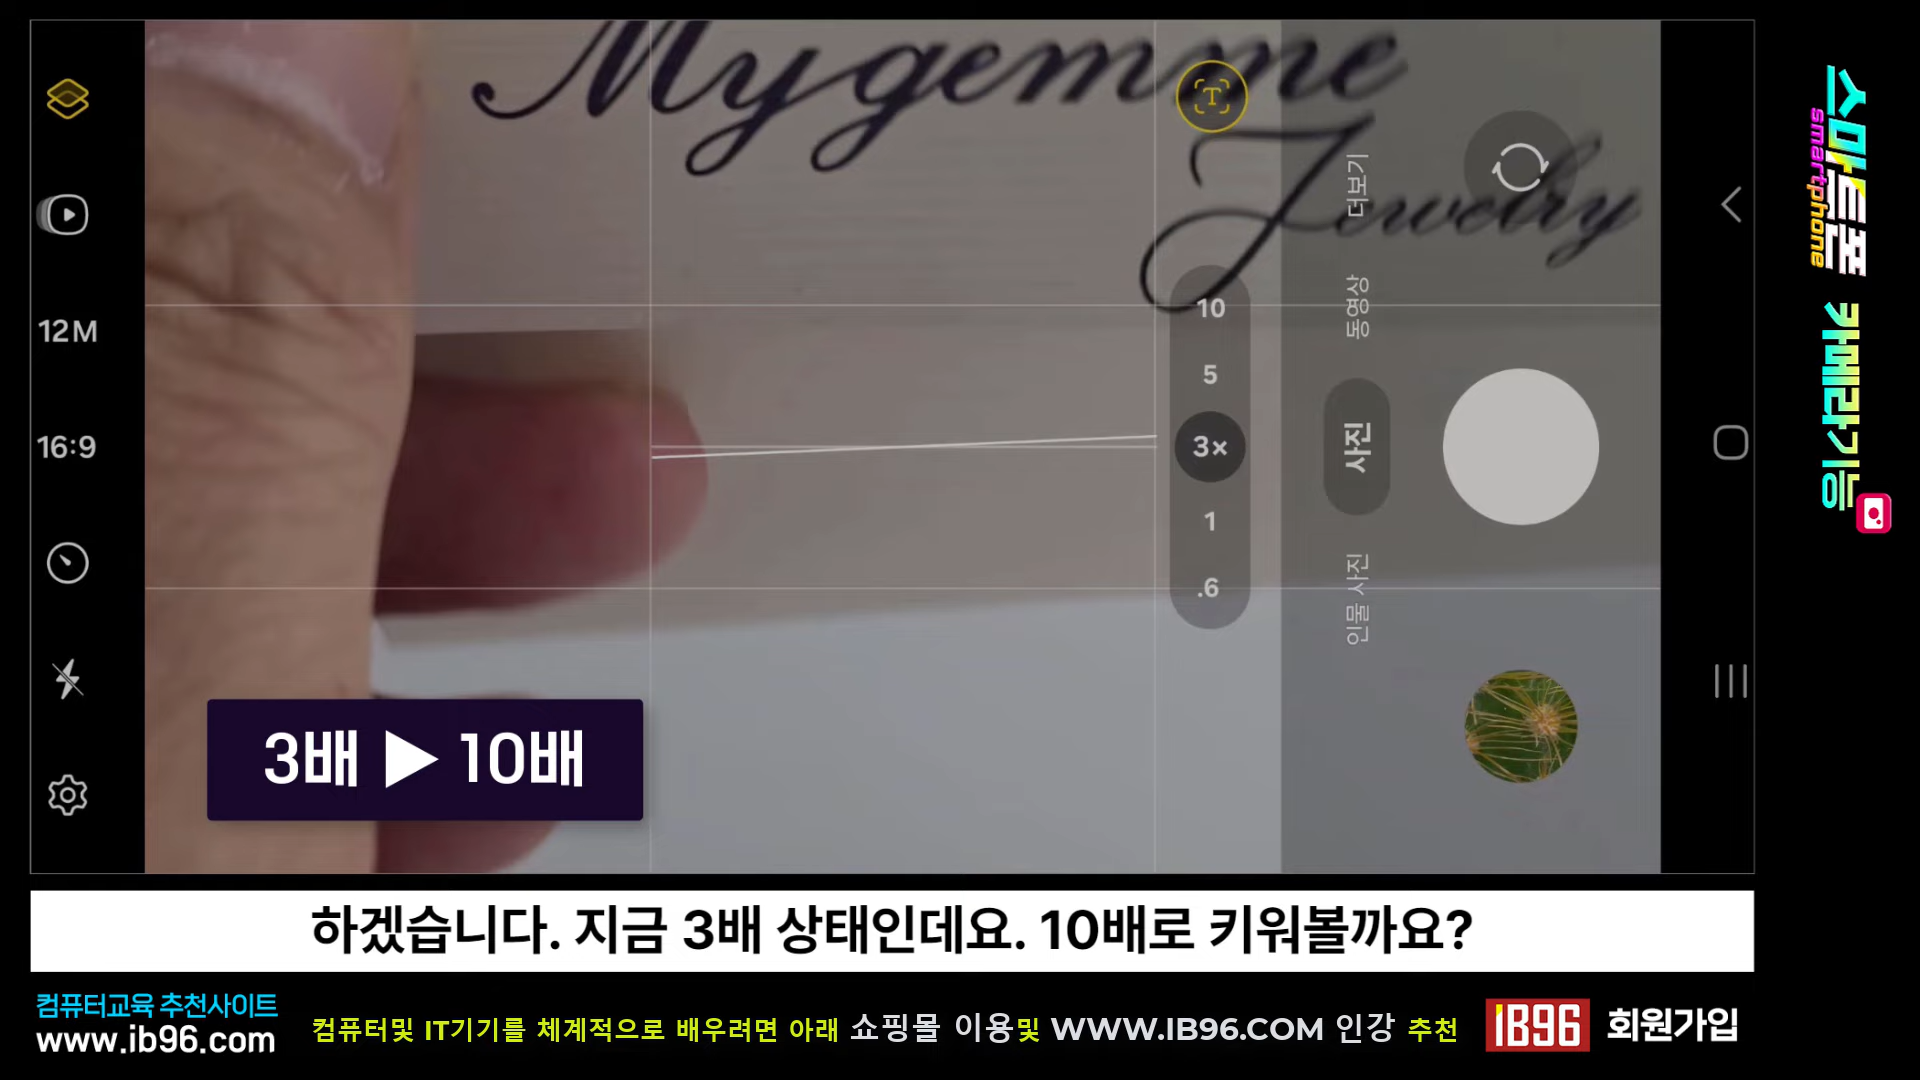 Mygemme
Jewelry
12M
16:9
10
5
3×
1
.6
더보기
동영상
사진
인물 사진
3배 ▶ 10배
스마트폰
smartphone
카메라기능
하겠습니다. 지금 3배 상태인데요. 10배로 키워볼까요?
컴퓨터교육 추천사이트
www.ib96.com
컴퓨터및 IT기기를 체계적으로 배우려면 아래 쇼핑몰 이용및 WWW.IB96.COM 인강 추천
IB96 회원가입